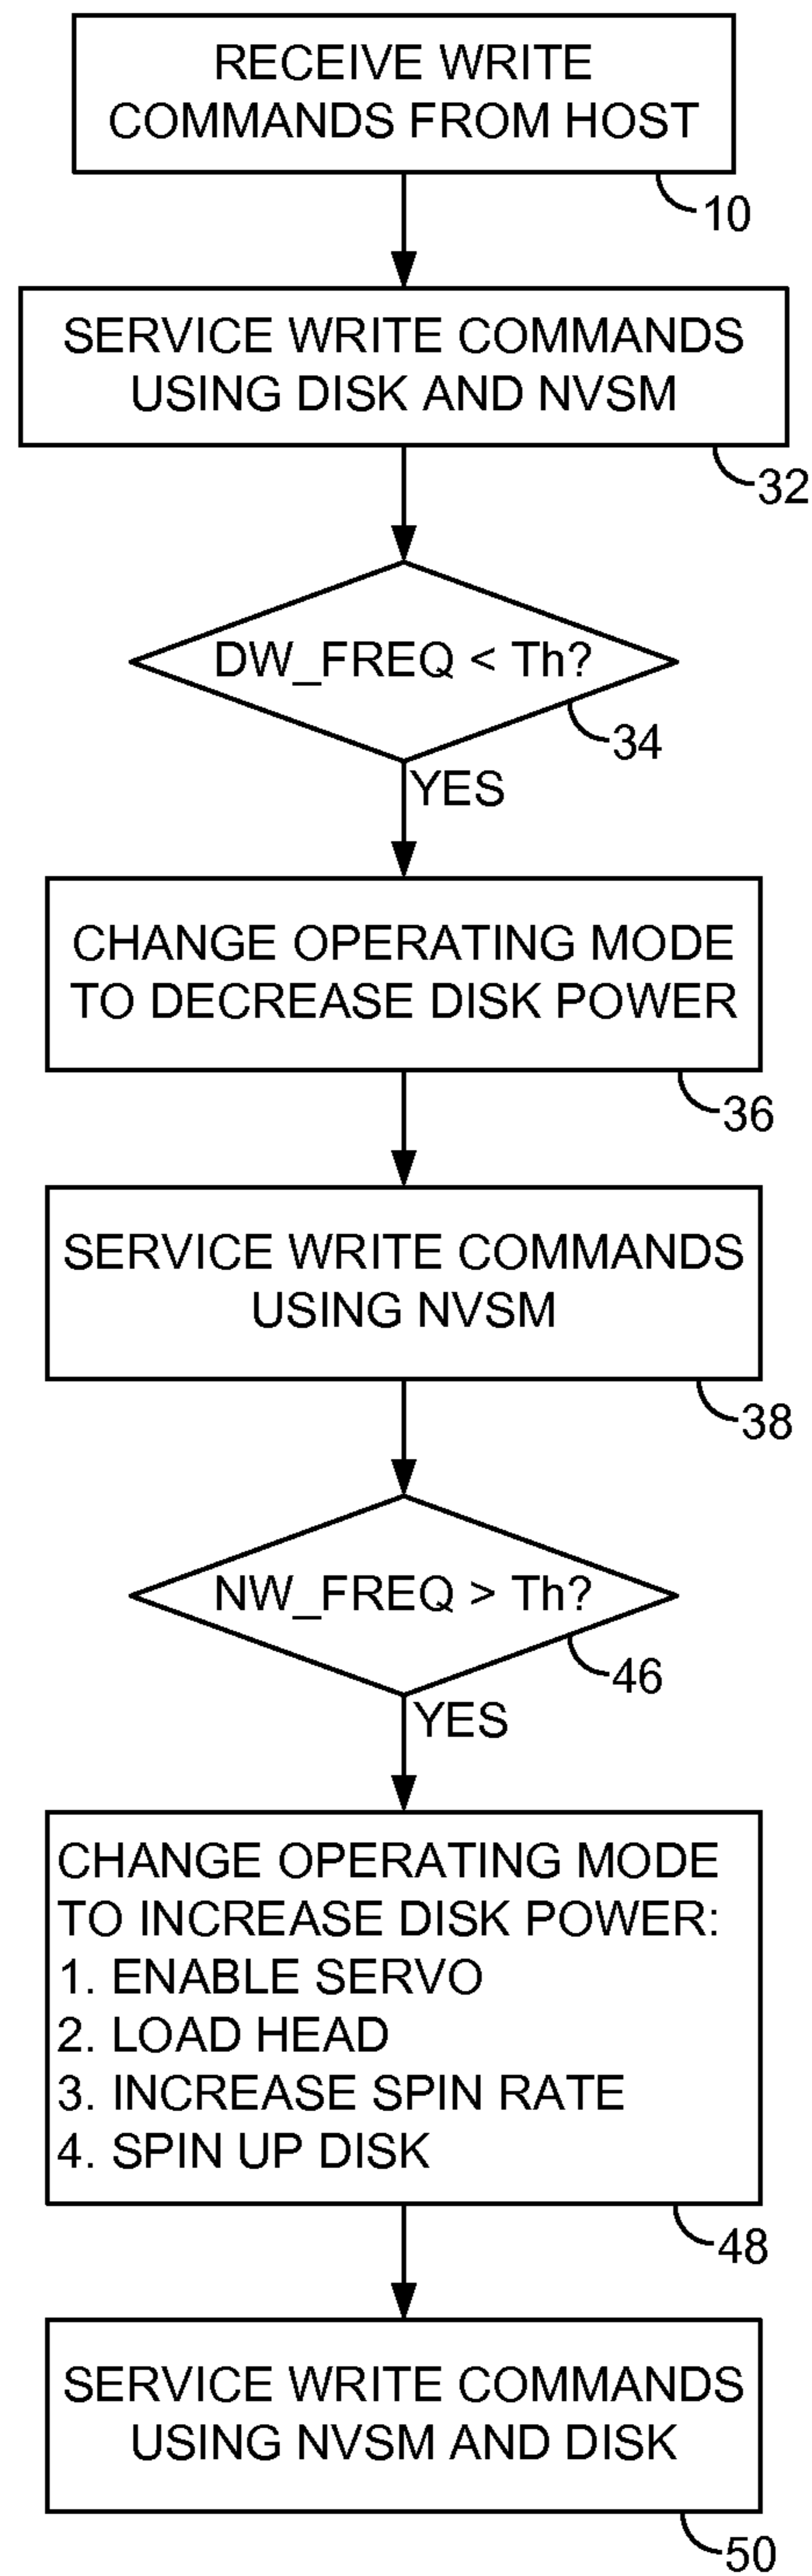 RECEIVE WRITE
COMMANDS FROM HOST
10
SERVICE WRITE COMMANDS
USING DISK AND NVSM
32
DW_FREQ < Th?
34
YES
CHANGE OPERATING MODE
TO DECREASE DISK POWER
36
SERVICE WRITE COMMANDS
USING NVSM
38
NW_FREQ > Th?
46
YES
CHANGE OPERATING MODE
TO INCREASE DISK POWER:
1. ENABLE SERVO
2. LOAD HEAD
3. INCREASE SPIN RATE
4. SPIN UP DISK
48
SERVICE WRITE COMMANDS
USING NVSM AND DISK
50